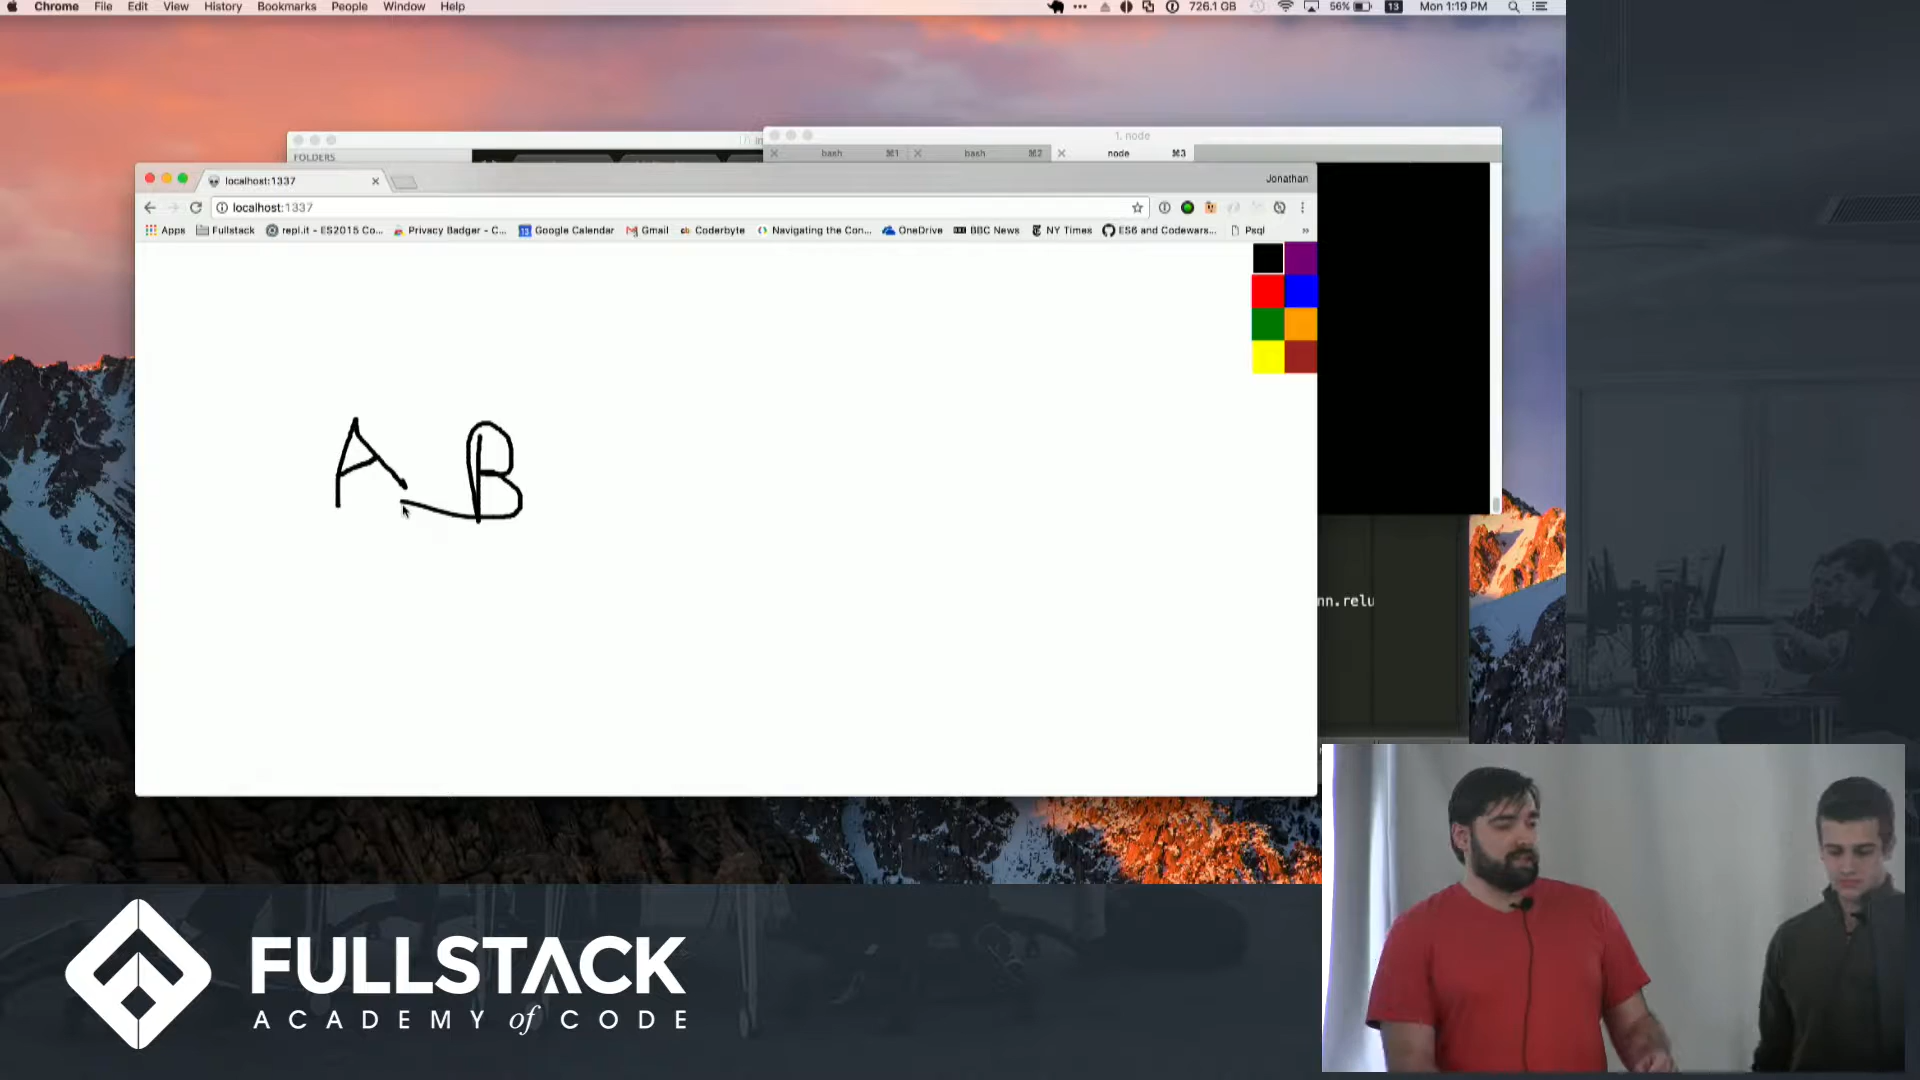 Chrome File Edit View History Bookmarks People Window Help
••• 726.1 GB 56% 13 Mon 1:19 PM
1. node
FOLDERS
bash ⌘1 bash ⌘2 node ⌘3
localhost:1337
Jonathan
localhost:1337
Apps Fullstack repl.it - ES2015 Co... Privacy Badger - C... 13 Google Calendar Gmail cb Coderbyte Navigating the Con... OneDrive BBC News NY Times ES6 and Codewars... Psql »
A B
nn.relu
FULLSTACK
ACADEMY of CODE